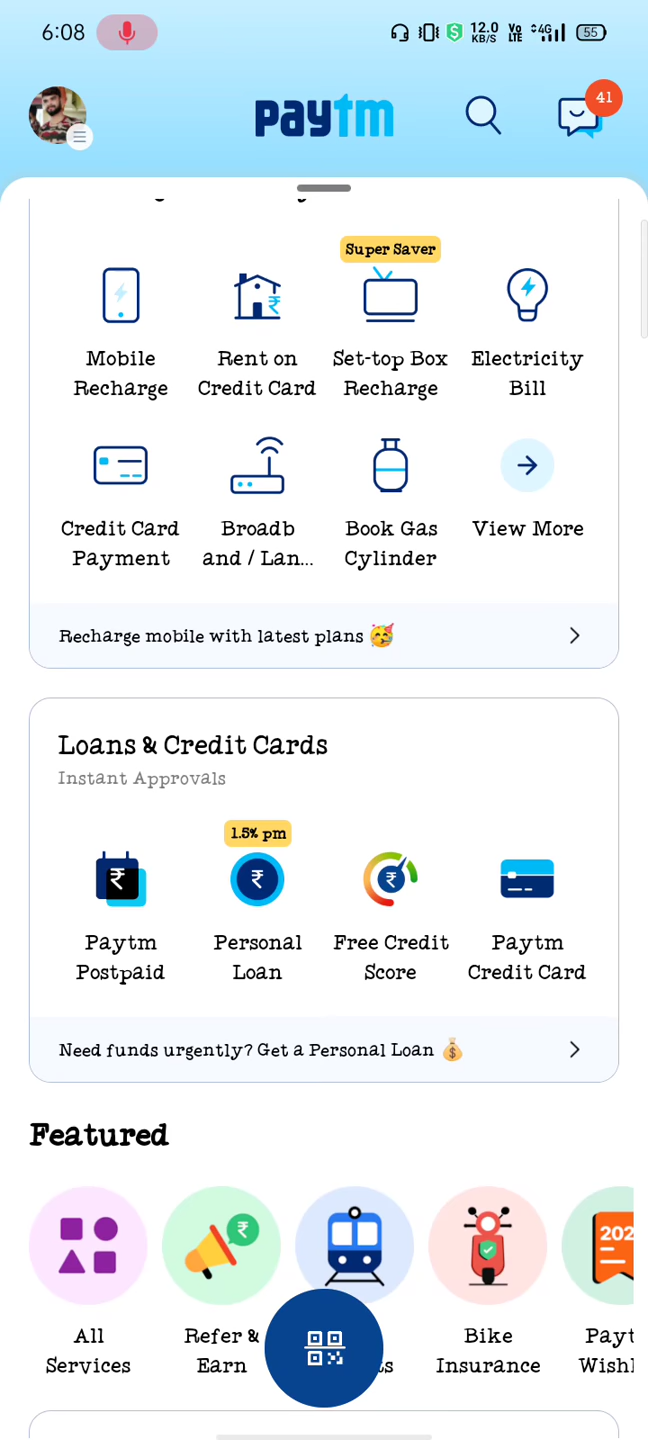 6:08
12.0
KB/S
Vo
LTE
4G
55
paytm
41
Super Saver
Mobile
Recharge
Rent on
Credit Card
Set-top Box
Recharge
Electricity
Bill
Credit Card
Payment
Broadb
and / Lan...
Book Gas
Cylinder
View More
Recharge mobile with latest plans 🥳
Loans & Credit Cards
Instant Approvals
1.5% pm
Paytm
Postpaid
Personal
Loan
Free Credit
Score
Paytm
Credit Card
Need funds urgently? Get a Personal Loan 💰
Featured
All
Services
Refer &
Earn
Bike
Insurance